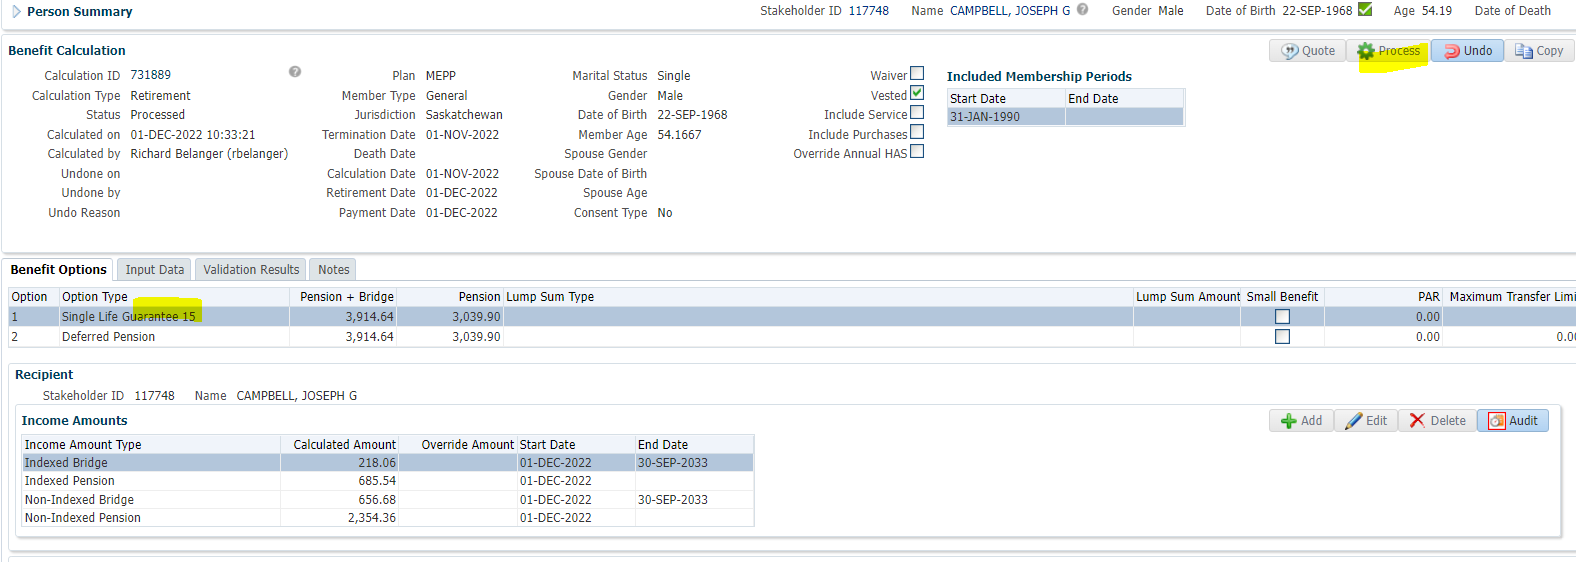 Person Summary Stakeholder ID 117748 Name CAMPBELL, JOSEPH G Gender Male Date of Birth 22-SEP-1968 Age 54.19 Date of Death
Benefit Calculation Quote Process Undo Copy
Calculation ID 731889 Plan MEPP Marital Status Single Waiver Included Membership Periods
Calculation Type Retirement Member Type General Gender Male Vested Start Date End Date
Status Processed Jurisdiction Saskatchewan Date of Birth 22-SEP-1968 Include Service 31-JAN-1990
Calculated on 01-DEC-2022 10:33:21 Termination Date 01-NOV-2022 Member Age 54.1667 Include Purchases
Calculated by Richard Belanger (rbelanger) Death Date Spouse Gender Override Annual HAS
Undone on Calculation Date 01-NOV-2022 Spouse Date of Birth
Undone by Retirement Date 01-DEC-2022 Spouse Age
Undo Reason Payment Date 01-DEC-2022 Consent Type No
Benefit Options Input Data Validation Results Notes
Option Option Type Pension + Bridge Pension Lump Sum Type Lump Sum Amount Small Benefit PAR Maximum Transfer Limi
1 Single Life Guarantee 15 3,914.64 3,039.90 0.00
2 Deferred Pension 3,914.64 3,039.90 0.00 0.00
Recipient
Stakeholder ID 117748 Name CAMPBELL, JOSEPH G
Income Amounts Add Edit Delete Audit
Income Amount Type Calculated Amount Override Amount Start Date End Date
Indexed Bridge 218.06 01-DEC-2022 30-SEP-2033
Indexed Pension 685.54 01-DEC-2022
Non-Indexed Bridge 656.68 01-DEC-2022 30-SEP-2033
Non-Indexed Pension 2,354.36 01-DEC-2022